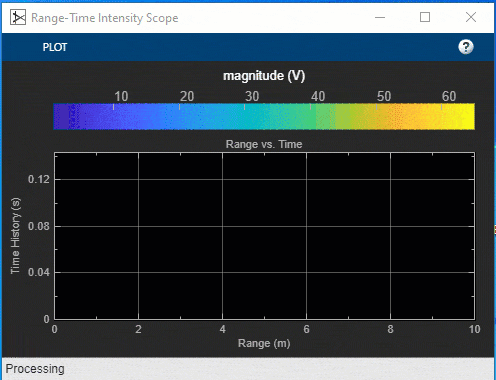 Range-Time Intensity Scope
PLOT
?
magnitude (V)
10 20 30 40 50 60
Range vs. Time
Time History (s)
0.12
0.08
0.04
0
0 2 4 6 8 10
Range (m)
Processing